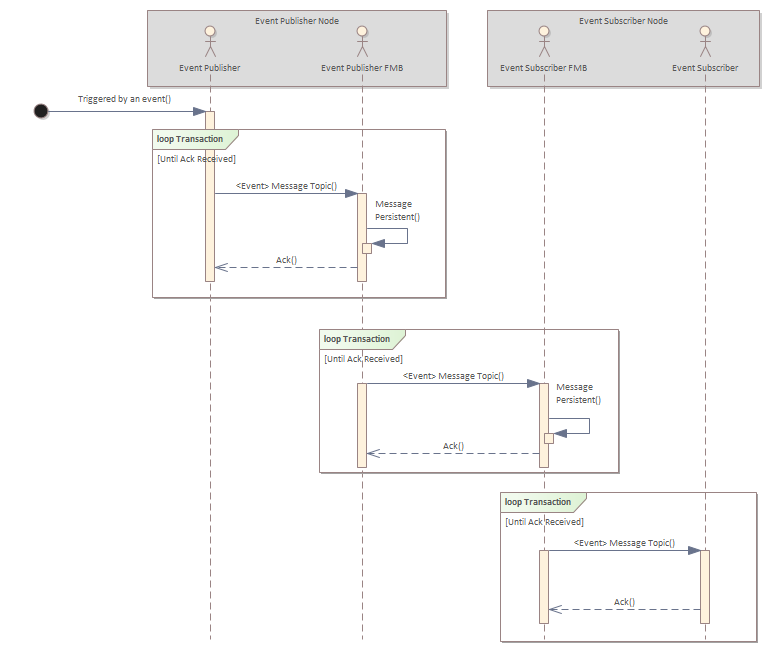 Event Publisher Node
Event Subscriber Node
Event Publisher
Event Publisher FMB
Event Subscriber FMB
Event Subscriber
Triggered by an event()
loop Transaction
[Until Ack Received]
<Event> Message Topic()
Message
Persistent()
Ack()
loop Transaction
[Until Ack Received]
<Event> Message Topic()
Message
Persistent()
Ack()
loop Transaction
[Until Ack Received]
<Event> Message Topic()
Ack()